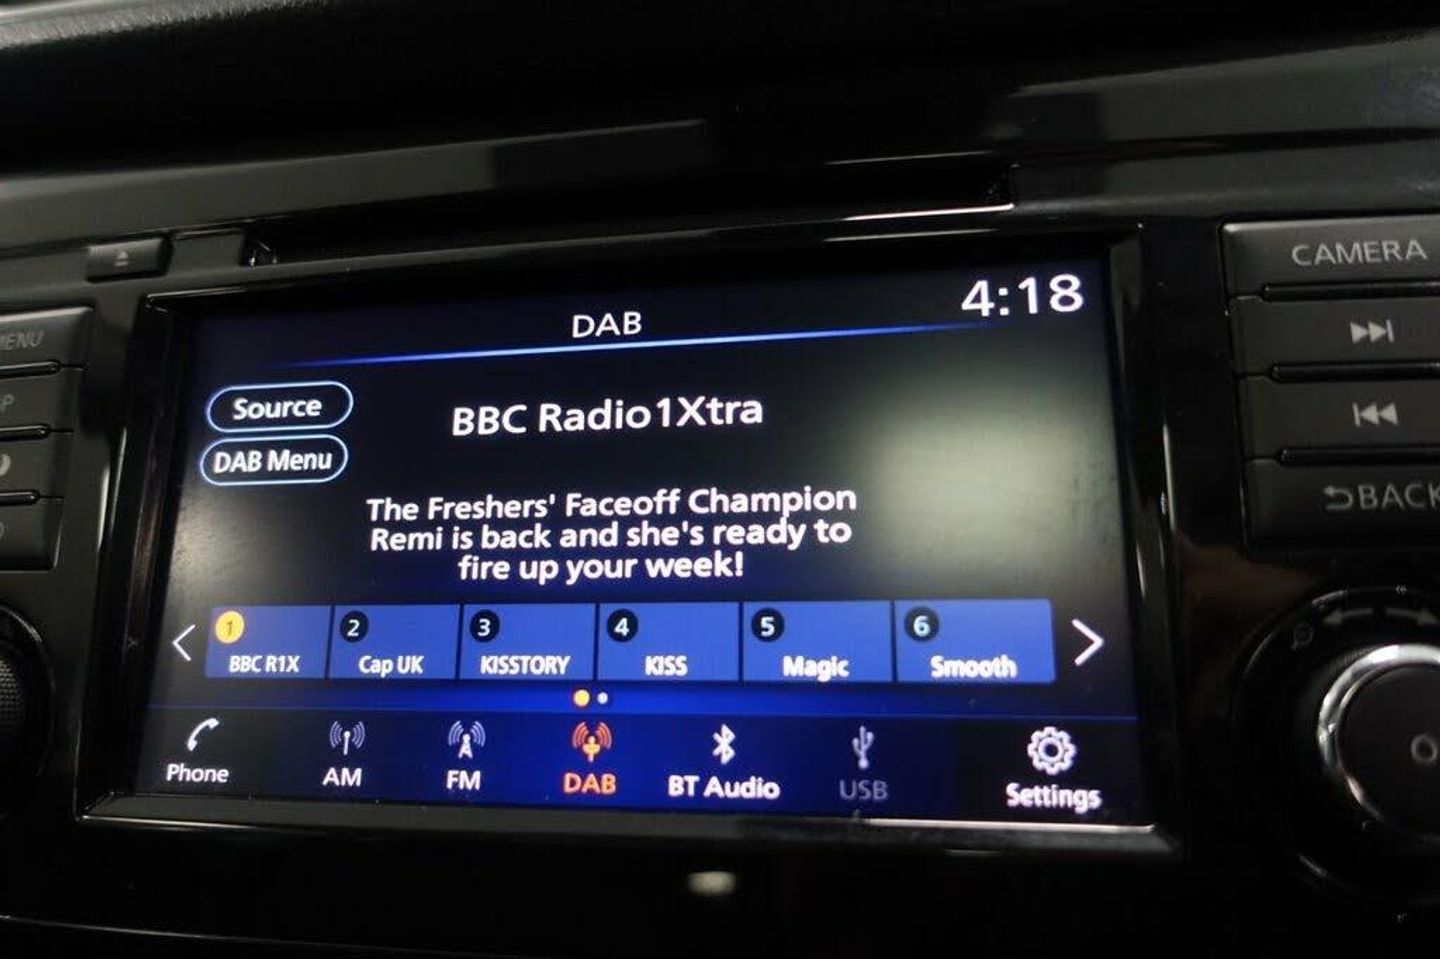 CAMERA
MENU
DAB
4:18
Source
BBC Radio1Xtra
DAB Menu
The Freshers' Faceoff Champion
Remi is back and she's ready to
fire up your week!
BACK
1
2
3
4
5
6
BBC R1X
Cap UK
KISSTORY
KISS
Magic
Smooth
Phone
AM
FM
DAB
BT Audio
USB
Settings